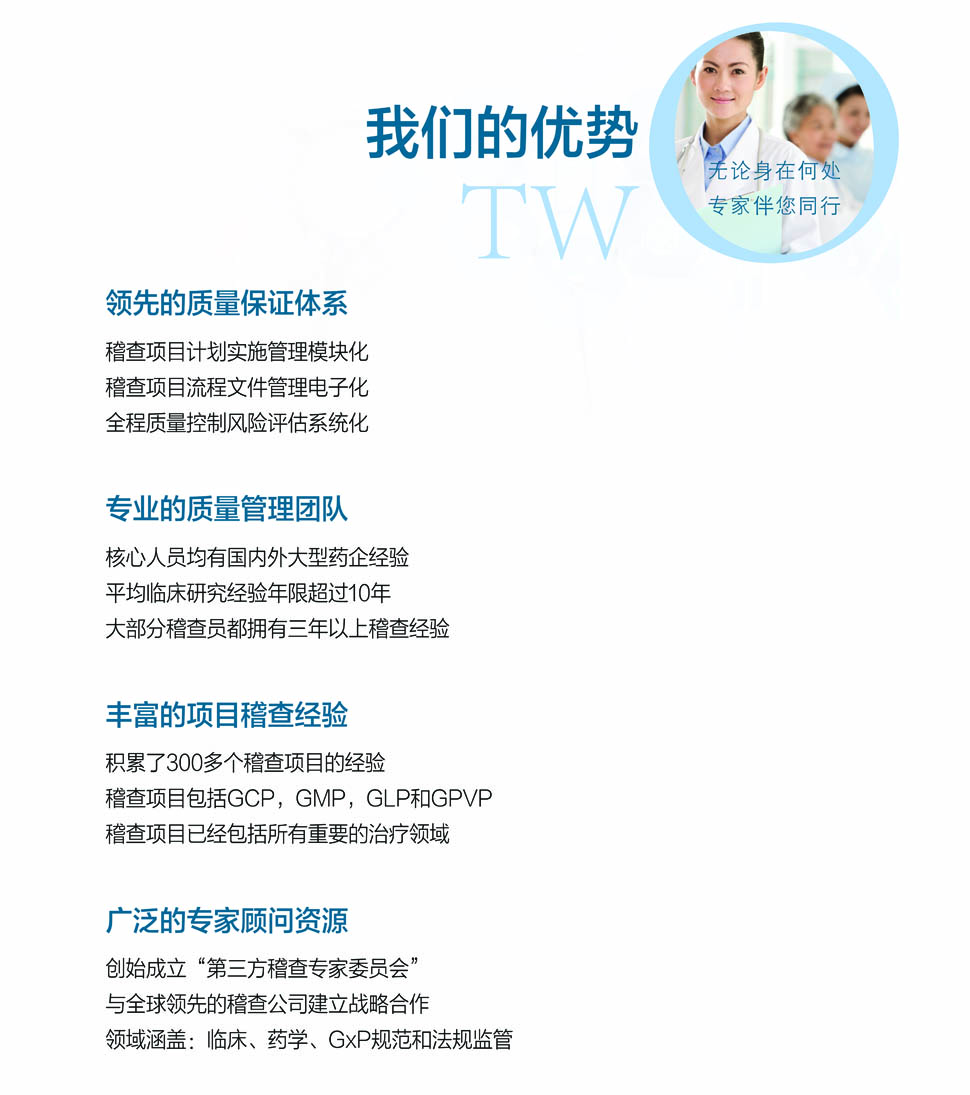 我们的优势
TW
无论身在何处
专家伴您同行
领先的质量保证体系
稽查项目计划实施管理模块化
稽查项目流程文件管理电子化
全程质量控制风险评估系统化
专业的质量管理团队
核心人员均有国内外大型药企经验
平均临床研究经验年限超过10年
大部分稽查员都拥有三年以上稽查经验
丰富的项目稽查经验
积累了300多个稽查项目的经验
稽查项目包括GCP，GMP，GLP和GPVP
稽查项目已经包括所有重要的治疗领域
广泛的专家顾问资源
创始成立“第三方稽查专家委员会”
与全球领先的稽查公司建立战略合作
领域涵盖：临床、药学、GxP规范和法规监管